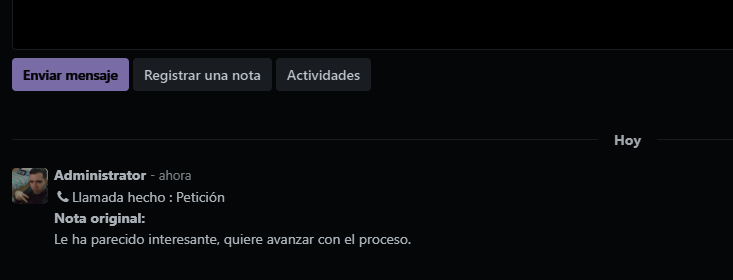 Enviar mensaje Registrar una nota Actividades
Hoy
Administrator - ahora
Llamada hecho : Petición
Nota original:
Le ha parecido interesante, quiere avanzar con el proceso.